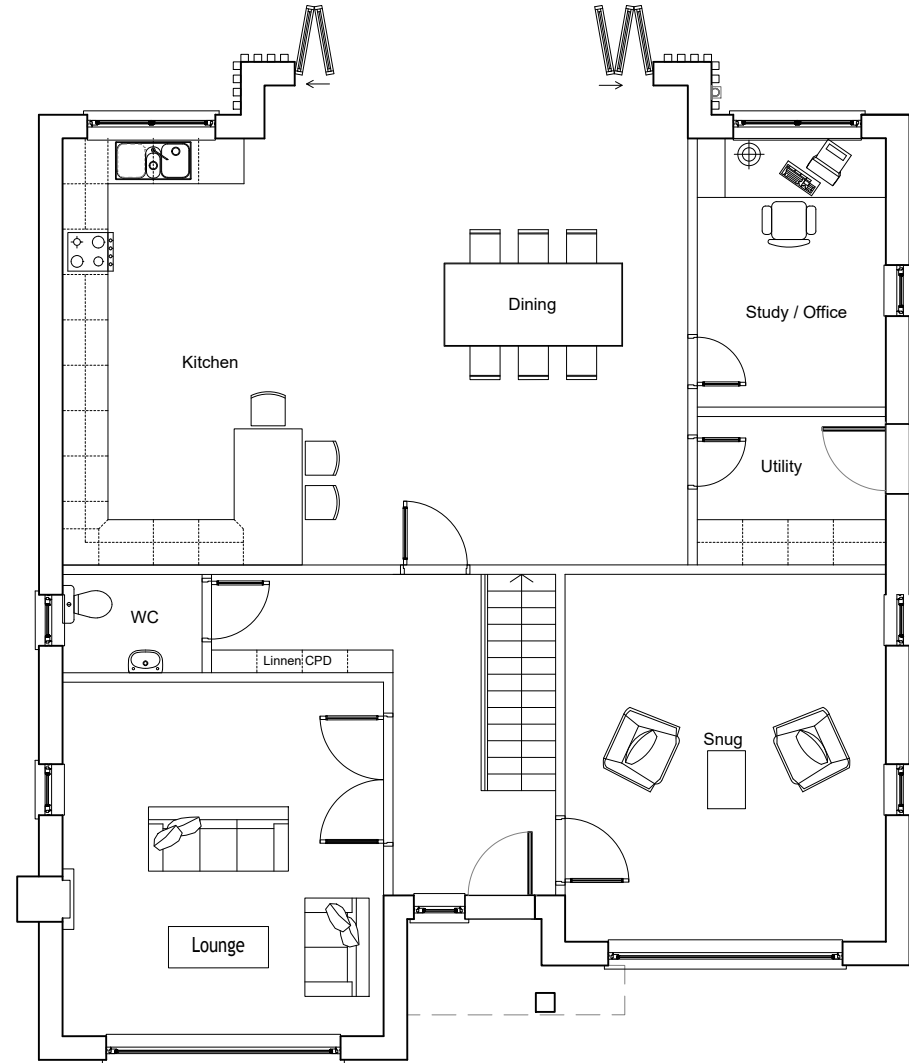 Dining
Study / Office
Kitchen
Utility
WC
Linnen CPD
Snug
Lounge